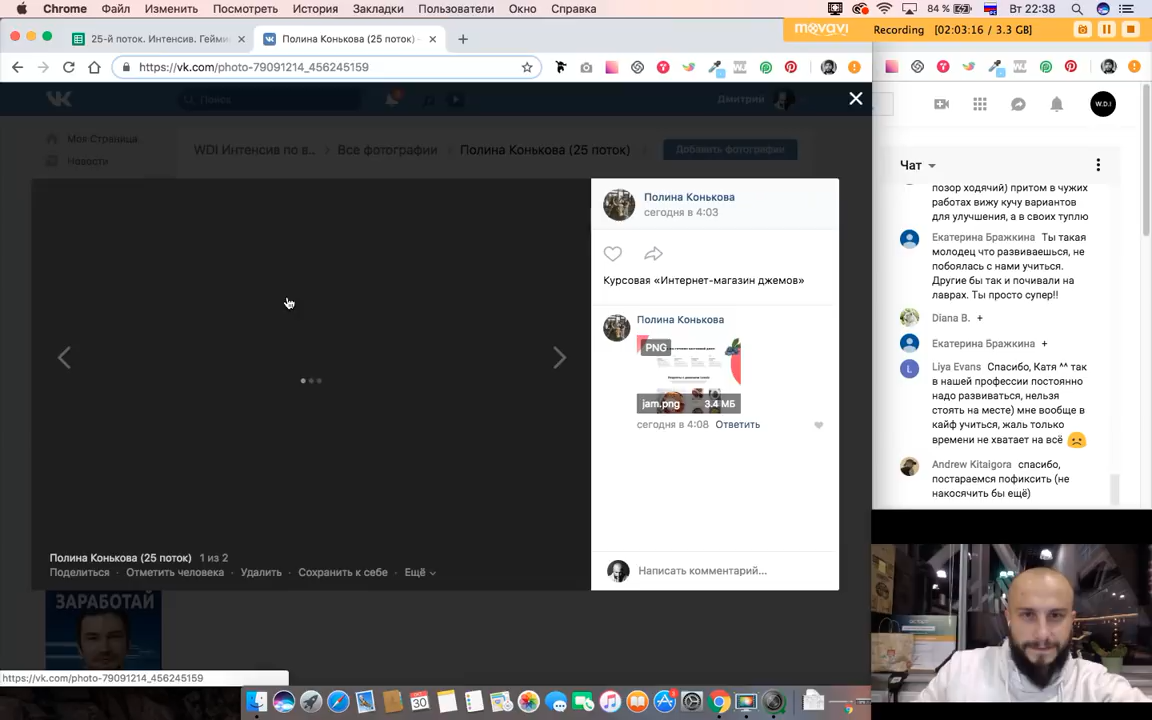 Chrome Файл Изменить Посмотреть История Закладки Пользователи Окно Справка
84 % Вт 22:38
movavi Recording [02:03:16 / 3.3 GB]
25-й поток. Интенсив. Гейми
Полина Конькова (25 поток) -
https://vk.com/photo-79091214_456245159
Поиск
Дмитрий
W.D.I
Моя Страница
Новости
WDI Интенсив по в... Все фотографии Полина Конькова (25 поток) Добавить фотографии
Полина Конькова
сегодня в 4:03
Курсовая «Интернет-магазин джемов»
Полина Конькова
PNG
jam.png 3.4 МБ
сегодня в 4:08 Ответить
Написать комментарий...
Полина Конькова (25 поток) 1 из 2
Поделиться Отметить человека Удалить Сохранить к себе Ещё
ЗАРАБОТАЙ
https://vk.com/photo-79091214_456245159
Чат
позор ходячий) притом в чужих
работах вижу кучу вариантов
для улучшения, а в своих туплю
Екатерина Бражкина Ты такая
молодец что развиваешься, не
побоялась с нами учиться.
Другие бы так и почивали на
лаврах. Ты просто супер!!
Diana B. +
Екатерина Бражкина +
L Liya Evans Спасибо, Катя ^^ так
в нашей профессии постоянно
надо развиваться, нельзя
стоять на месте) мне вообще в
кайф учиться, жаль только
времени не хватает на всё
Andrew Kitaigora спасибо,
постараемся пофиксить (не
накосячить бы ещё)
30